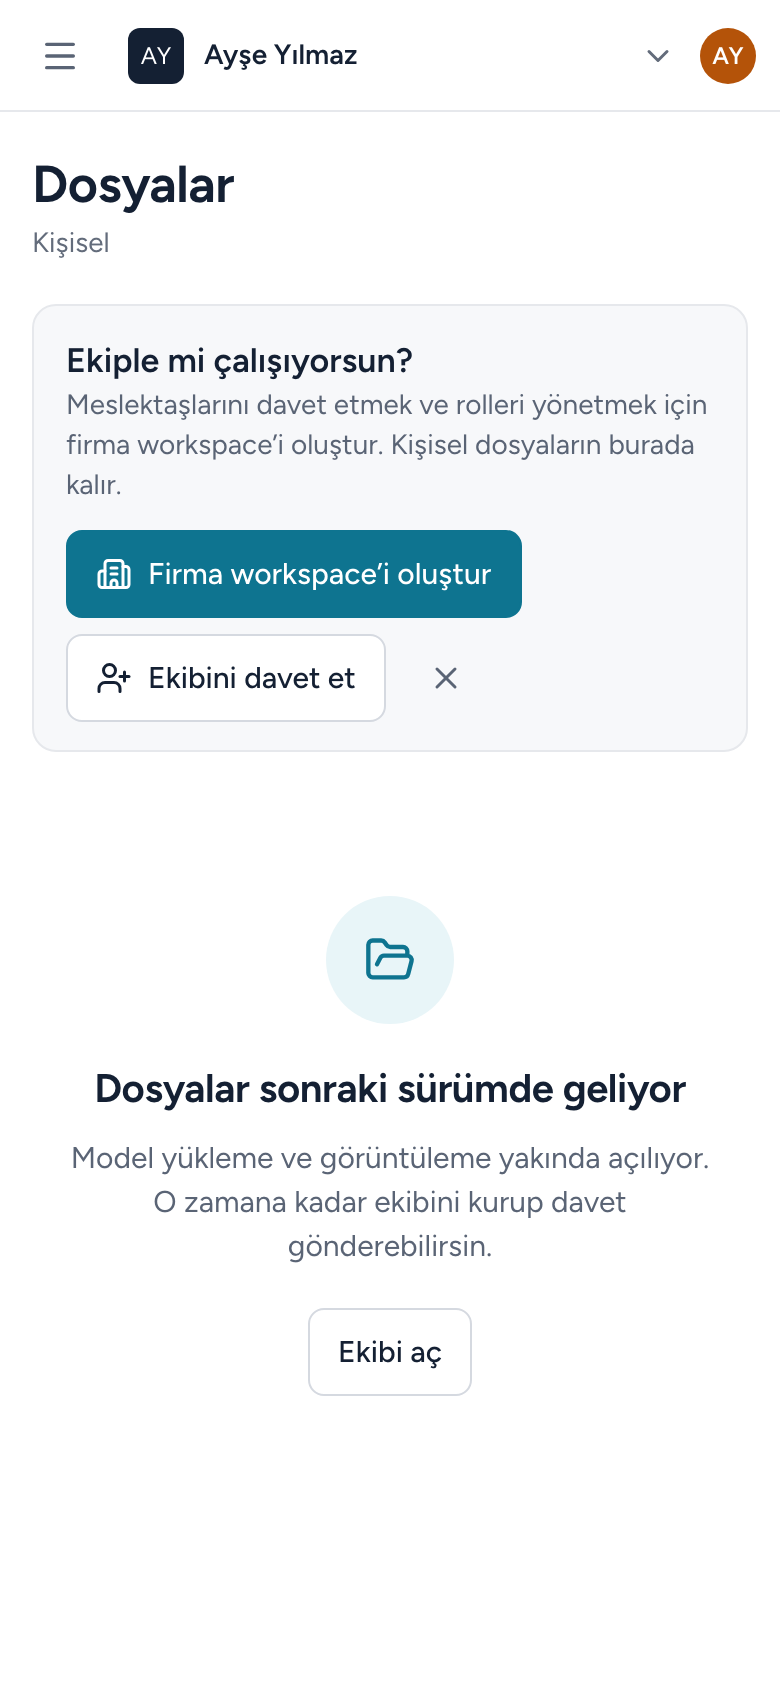 AY Ayşe Yılmaz AY
Dosyalar
Kişisel
Ekiple mi çalışıyorsun?
Meslektaşlarını davet etmek ve rolleri yönetmek için
firma workspace’i oluştur. Kişisel dosyaların burada
kalır.
Firma workspace’i oluştur
Ekibini davet et
Dosyalar sonraki sürümde geliyor
Model yükleme ve görüntüleme yakında açılıyor.
O zamana kadar ekibini kurup davet
gönderebilirsin.
Ekibi aç